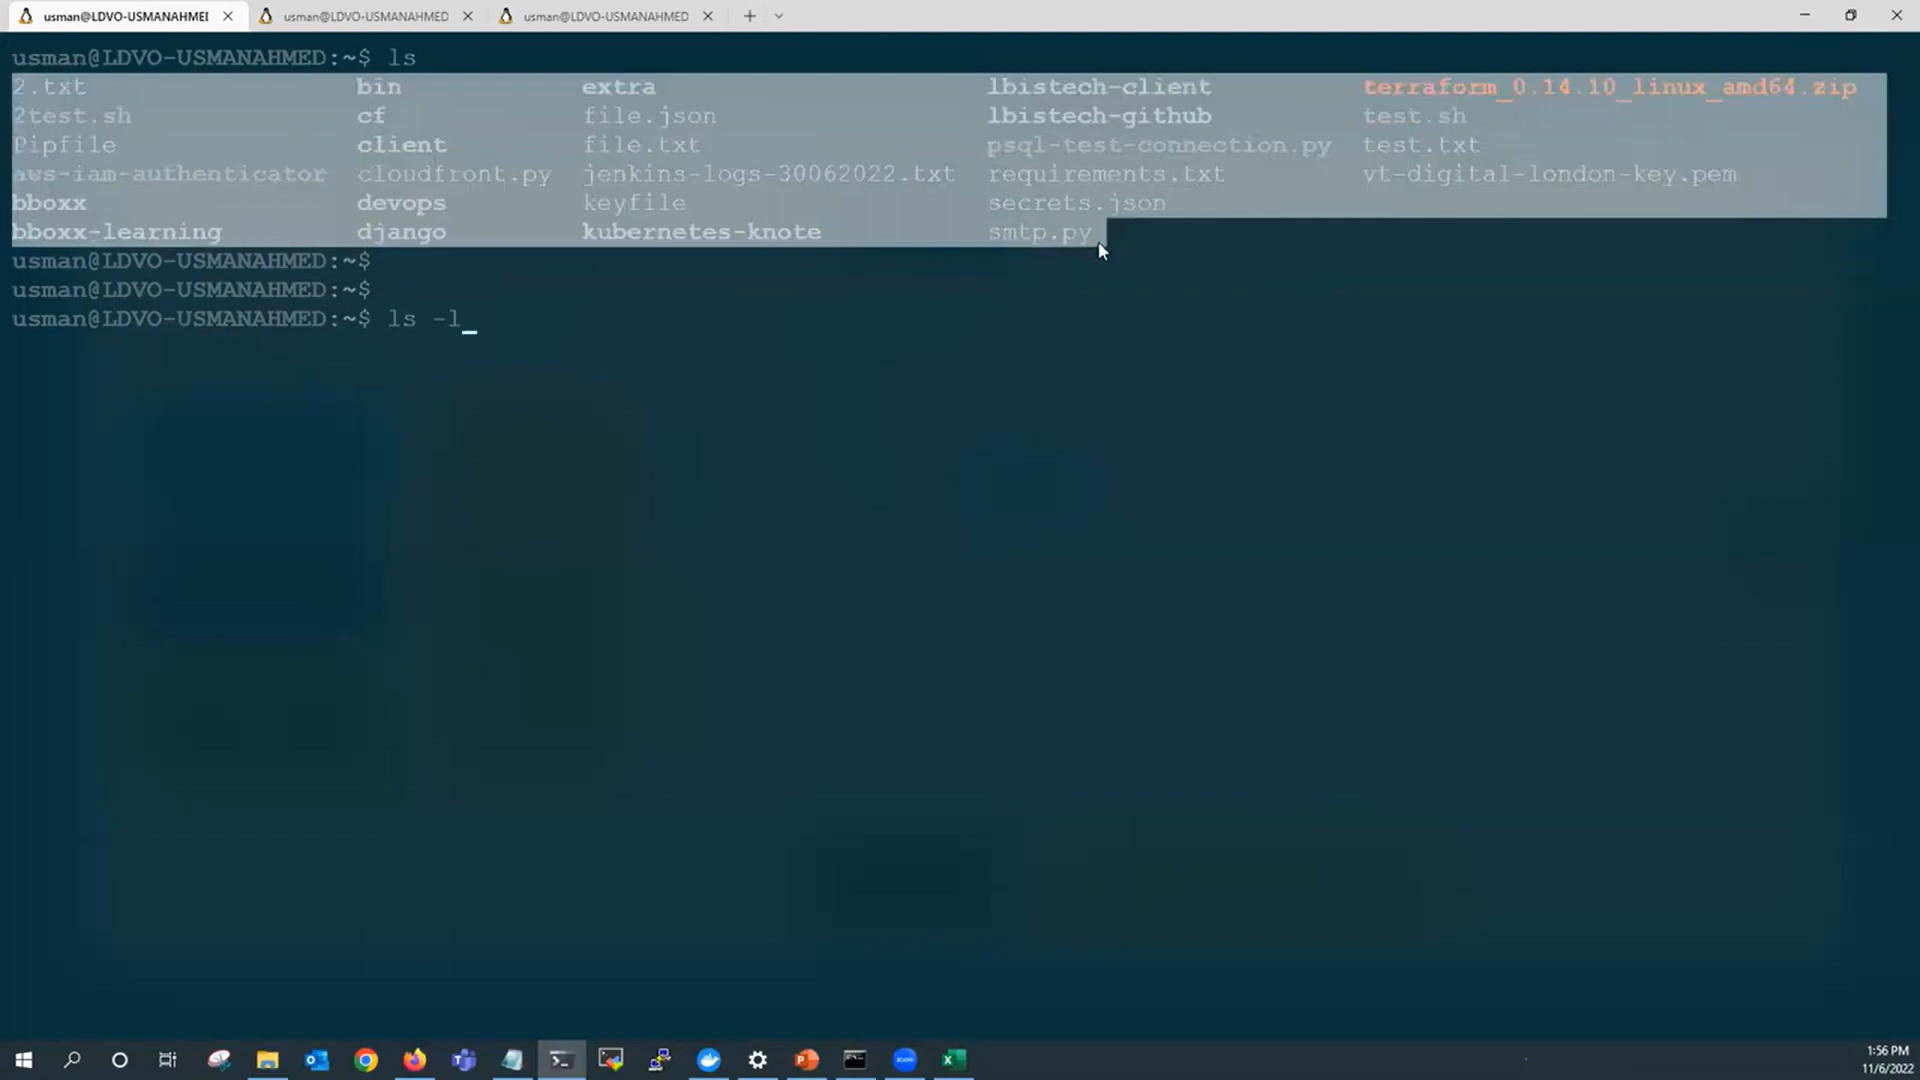 usman@LDVO-USMANAHMEI usman@LDVO-USMANAHMED usman@LDVO-USMANAHMED
usman@LDVO-USMANAHMED:~$ ls
2.txt bin extra lbistech-client terraform_0.14.10_linux_amd64.zip
2test.sh cf file.json lbistech-github test.sh
Pipfile client file.txt psql-test-connection.py test.txt
aws-iam-authenticator cloudfront.py jenkins-logs-30062022.txt requirements.txt yt-digital-london-key.pem
bboxx devops keyfile secrets.json
bboxx-learning django kubernetes-knote smtp.py
usman@LDVO-USMANAHMED:~$
usman@LDVO-USMANAHMED:~$
usman@LDVO-USMANAHMED:~$ ls -l_
zoom
1:56 PM
11/6/2022